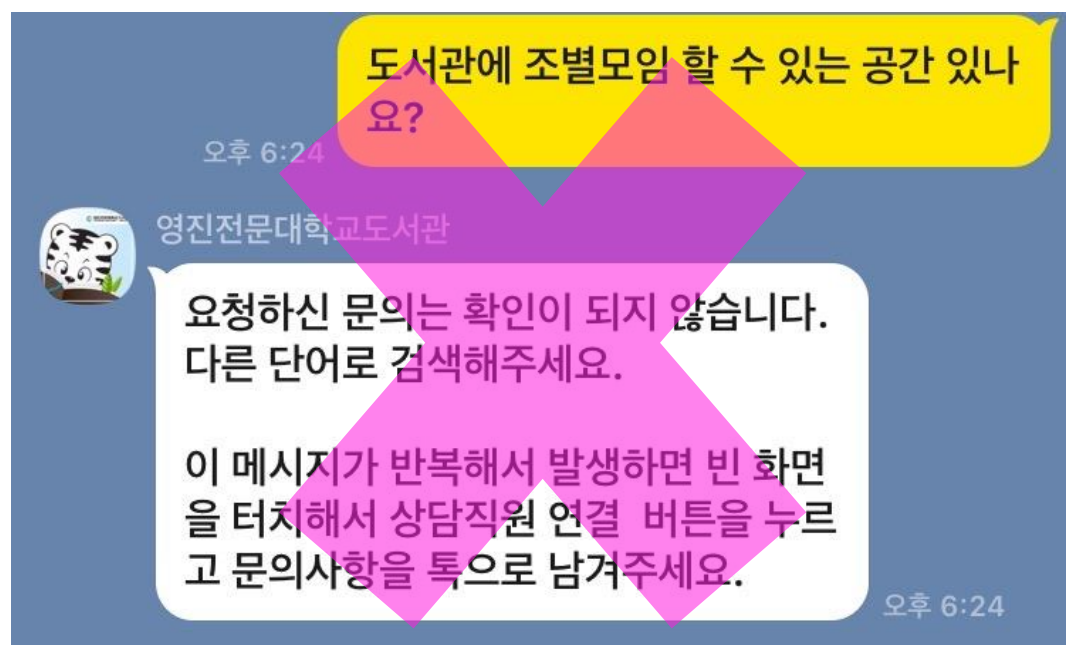 도서관에 조별모임 할 수 있는 공간 있나
요?
오후 6:24
영진전문대학교도서관
요청하신 문의는 확인이 되지 않습니다.
다른 단어로 검색해주세요.
이 메시지가 반복해서 발생하면 빈 화면
을 터치해서 상담직원 연결 버튼을 누르
고 문의사항을 톡으로 남겨주세요.
오후 6:24